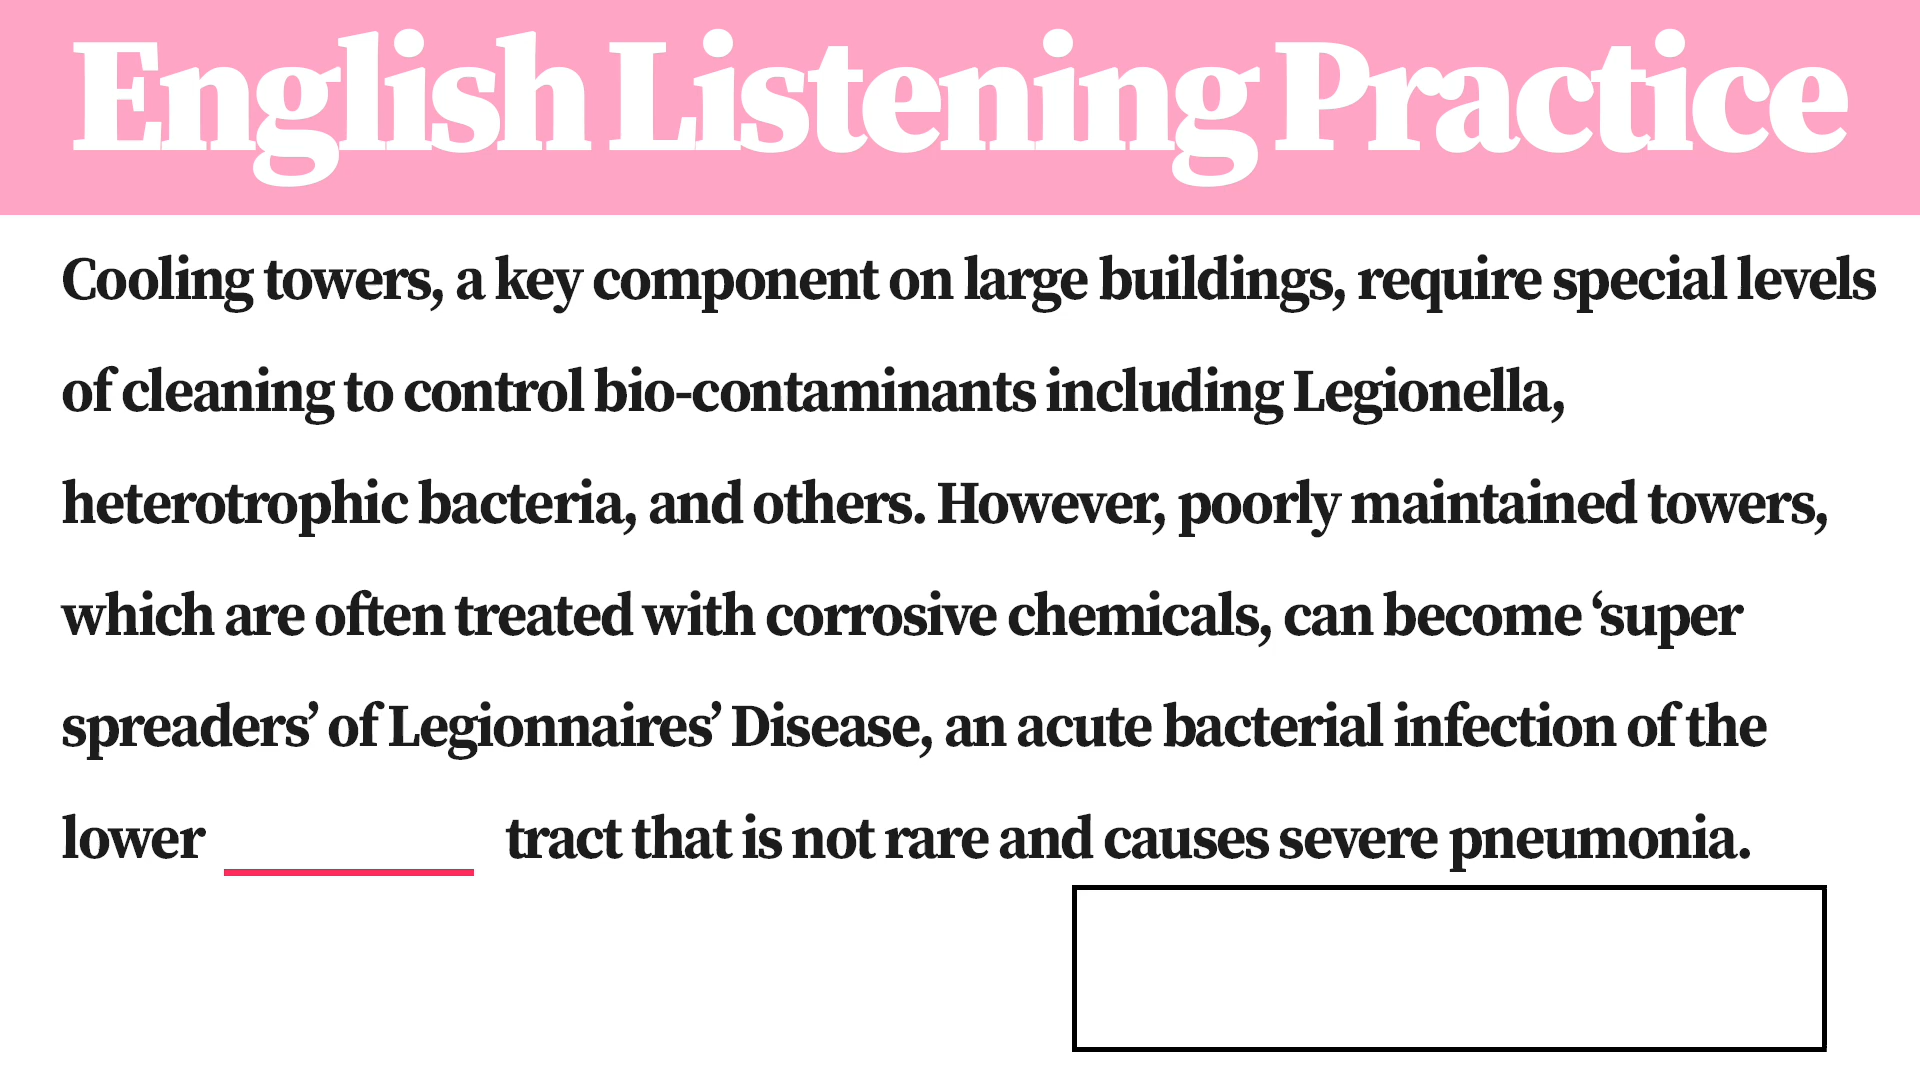 English Listening Practice
Cooling towers, a key component on large buildings, require special levels
of cleaning to control bio-contaminants including Legionella,
heterotrophic bacteria, and others. However, poorly maintained towers,
which are often treated with corrosive chemicals, can become ‘super
spreaders’ of Legionnaires’ Disease, an acute bacterial infection of the
lower tract that is not rare and causes severe pneumonia.